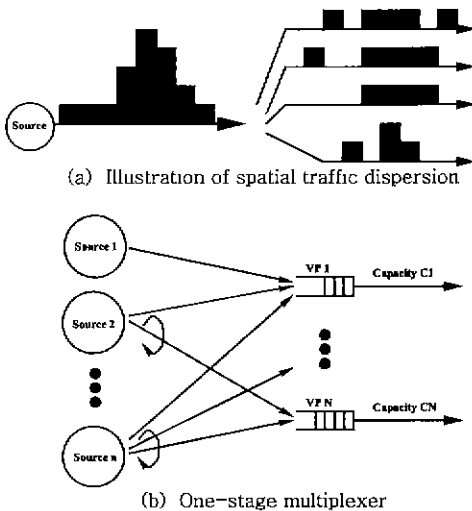 Source
(a) Illustration of spatial traffic dispersion
Source 1
VP 1
Capacity C1
Source 2
VP N
Capacity CN
Source n
(b) One-stage multiplexer